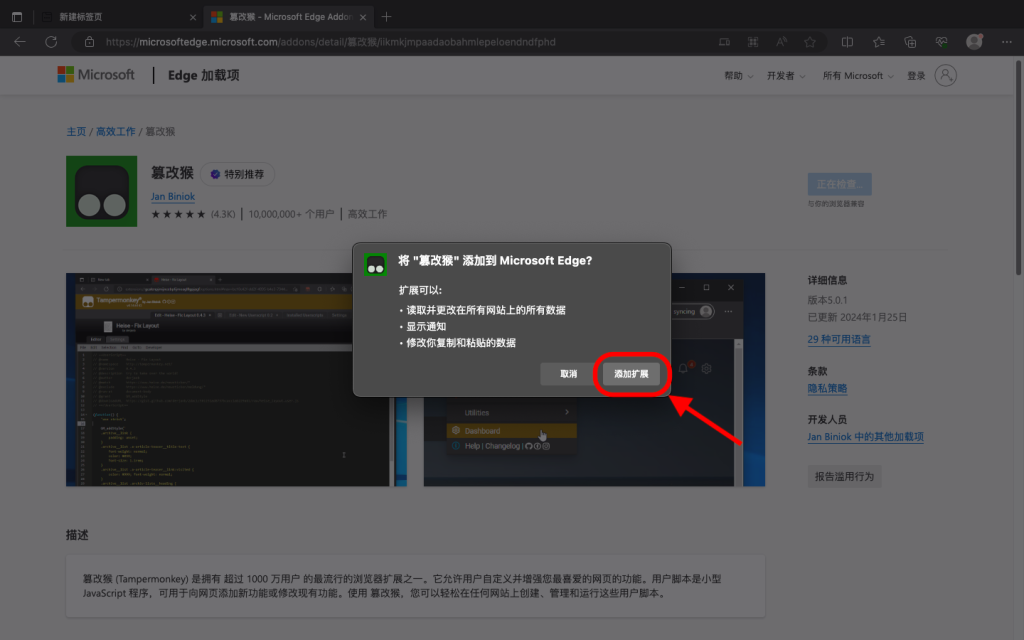 新建标签页
篡改猴 - Microsoft Edge Addon
https://microsoftedge.microsoft.com/addons/detail/篡改猴/iikmkjmpaadaobahmlepeloendndfphd
Microsoft
Edge 加载项
帮助
开发者
所有 Microsoft
登录
主页 / 高效工作 / 篡改猴
篡改猴
特别推荐
Jan Biniok
★★★★★ (4.3K) | 10,000,000+ 个用户 | 高效工作
正在检查...
与你的浏览器兼容
将 "篡改猴" 添加到 Microsoft Edge?
扩展可以:
• 读取并更改在所有网站上的所有数据
• 显示通知
• 修改你复制和粘贴的数据
取消
添加扩展
Tampermonkey
Heise - Fix Layout
Utilities
Dashboard
Help | Changelog |
详细信息
版本5.0.1
已更新 2024年1月25日
29 种可用语言
条款
隐私策略
开发人员
Jan Biniok 中的其他加载项
报告滥用行为
描述
篡改猴 (Tampermonkey) 是拥有 超过 1000 万用户 的最流行的浏览器扩展之一。它允许用户自定义并增强您最喜爱的网页的功能。用户脚本是小型
JavaScript 程序，可用于向网页添加新功能或修改现有功能。使用 篡改猴，您可以轻松在任何网站上创建、管理和运行这些用户脚本。